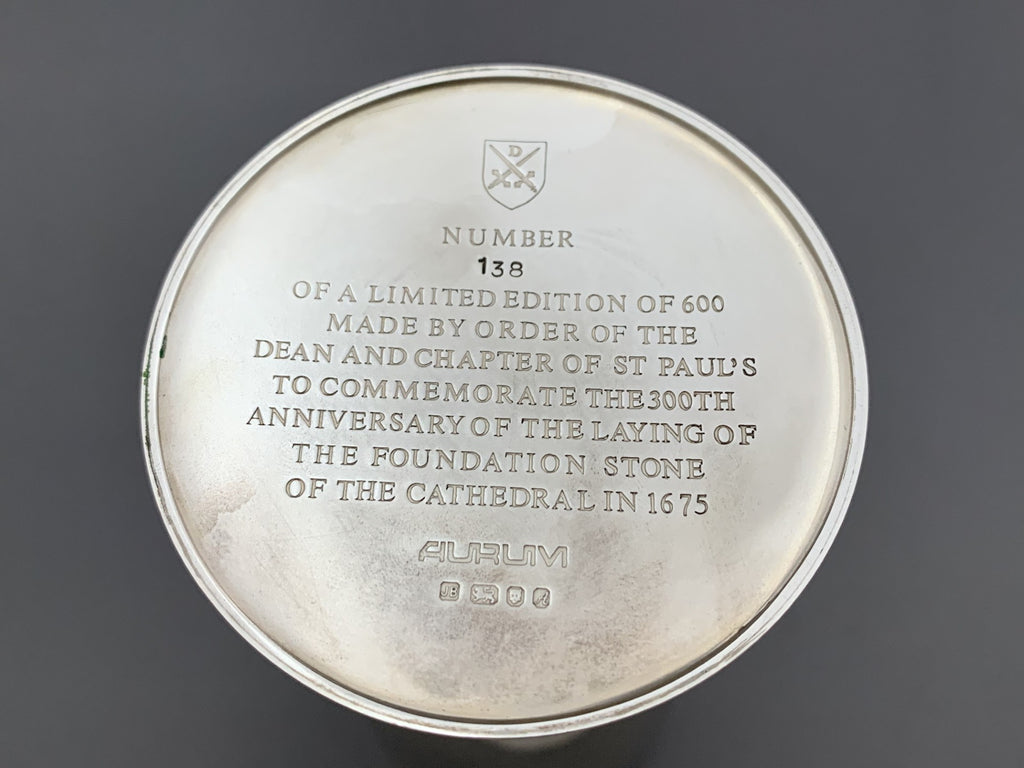 D
NUMBER
138
OF A LIMITED EDITION OF 600
MADE BY ORDER OF THE
DEAN AND CHAPTER OF ST PAUL'S
TO COMMEMORATE THE 300TH
ANNIVERSARY OF THE LAYING OF
THE FOUNDATION STONE
OF THE CATHEDRAL IN 1675
AURUM
JB